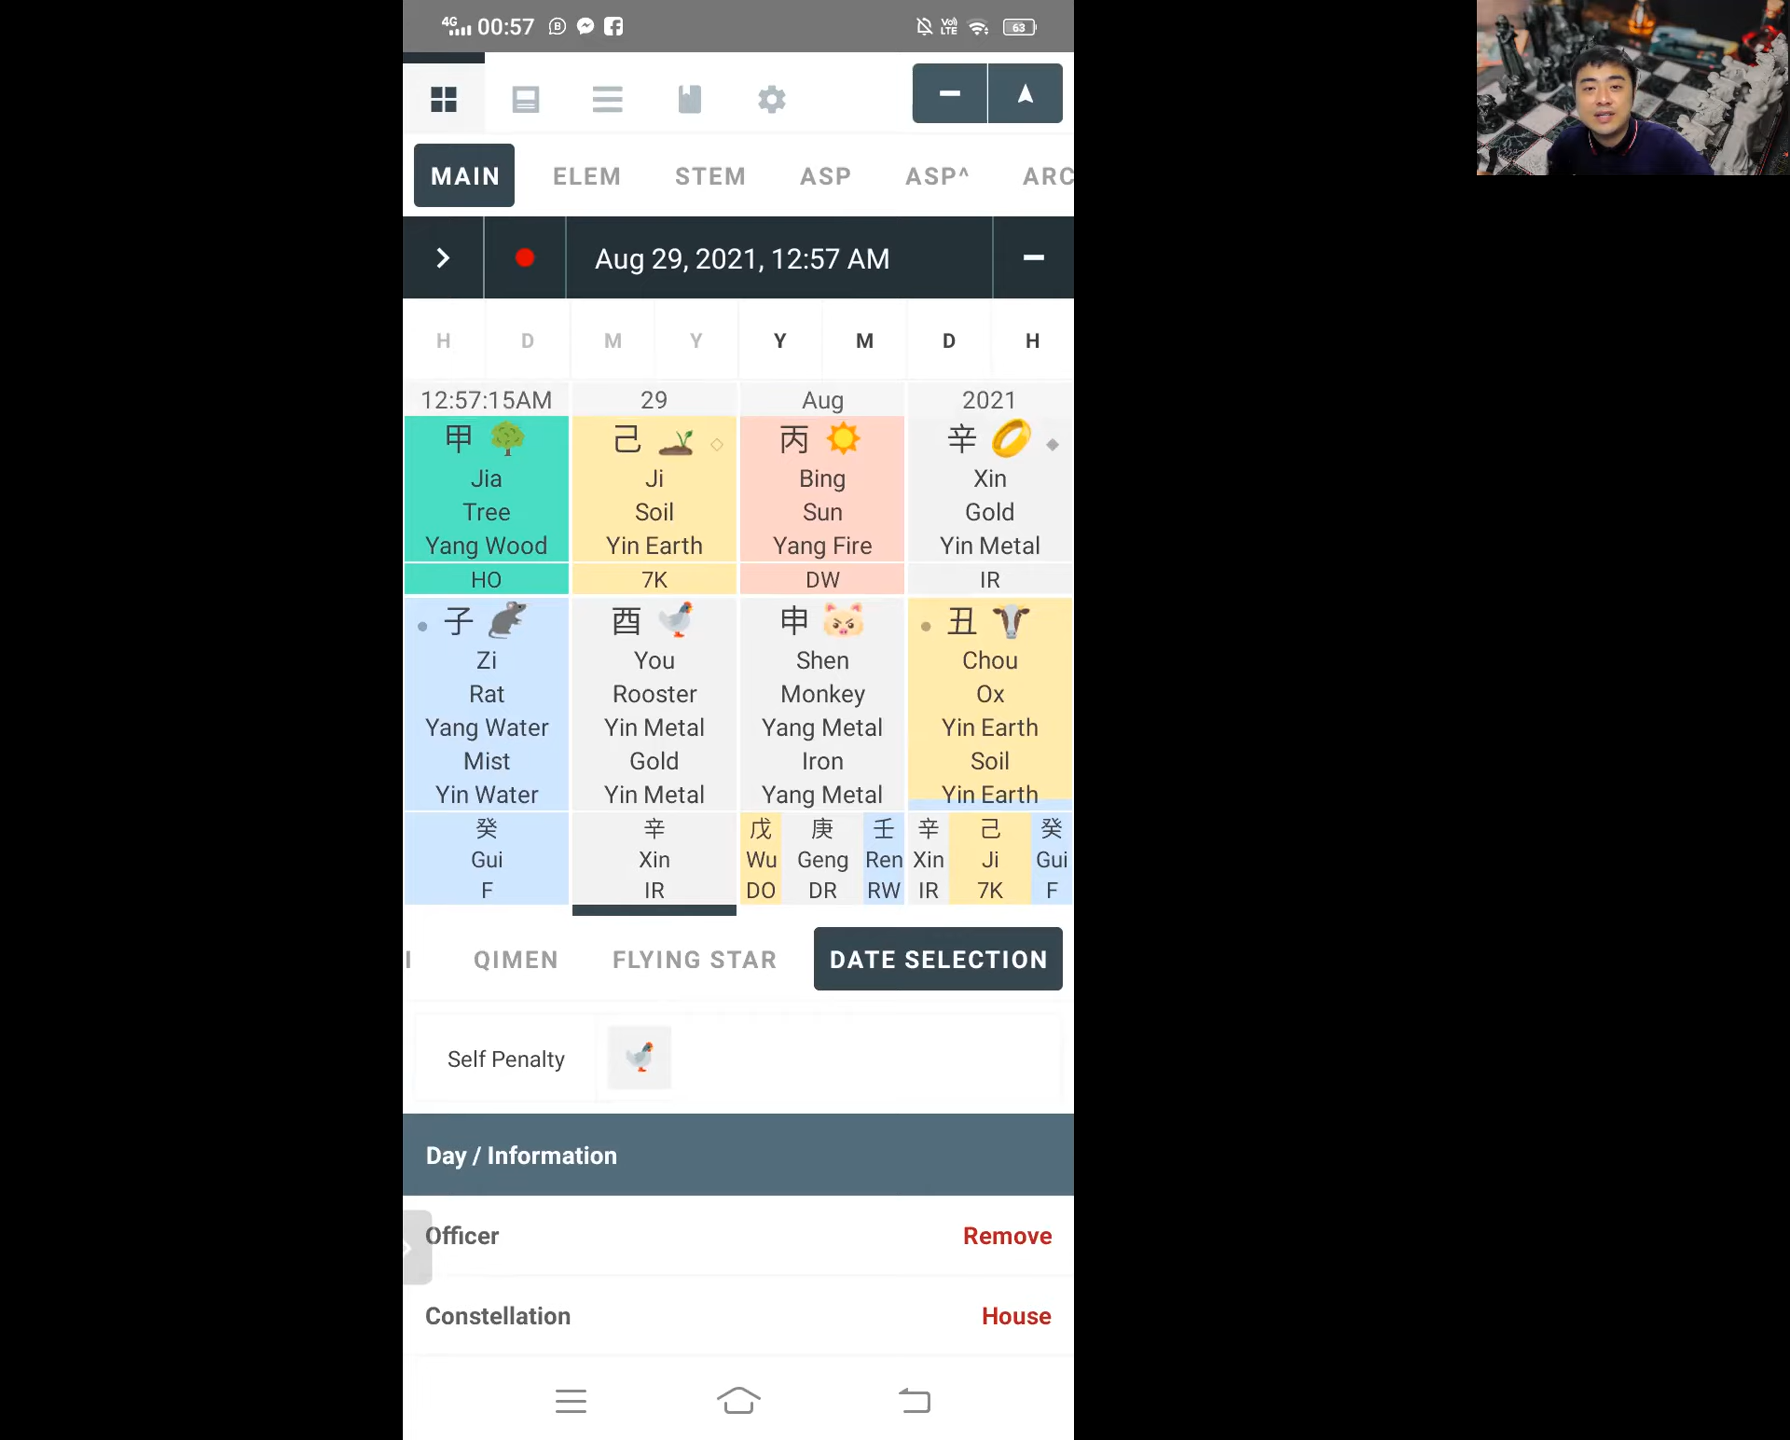 4G 00:57 VoLTE 63
MAIN ELEM STEM ASP ASP^ ARC
Aug 29, 2021, 12:57 AM
H D M Y Y M D H
12:57:15AM 29 Aug 2021
甲 己 丙 辛
Jia Ji Bing Xin
Tree Soil Sun Gold
Yang Wood Yin Earth Yang Fire Yin Metal
HO 7K DW IR
子 酉 申 丑
Zi You Shen Chou
Rat Rooster Monkey Ox
Yang Water Yin Metal Yang Metal Yin Earth
Mist Gold Iron Soil
Yin Water Yin Metal Yang Metal Yin Earth
癸 辛 戊 庚 壬 辛 己 癸
Gui Xin Wu Geng Ren Xin Ji Gui
F IR DO DR RW IR 7K F
I QIMEN FLYING STAR DATE SELECTION
Self Penalty
Day / Information
Officer Remove
Constellation House